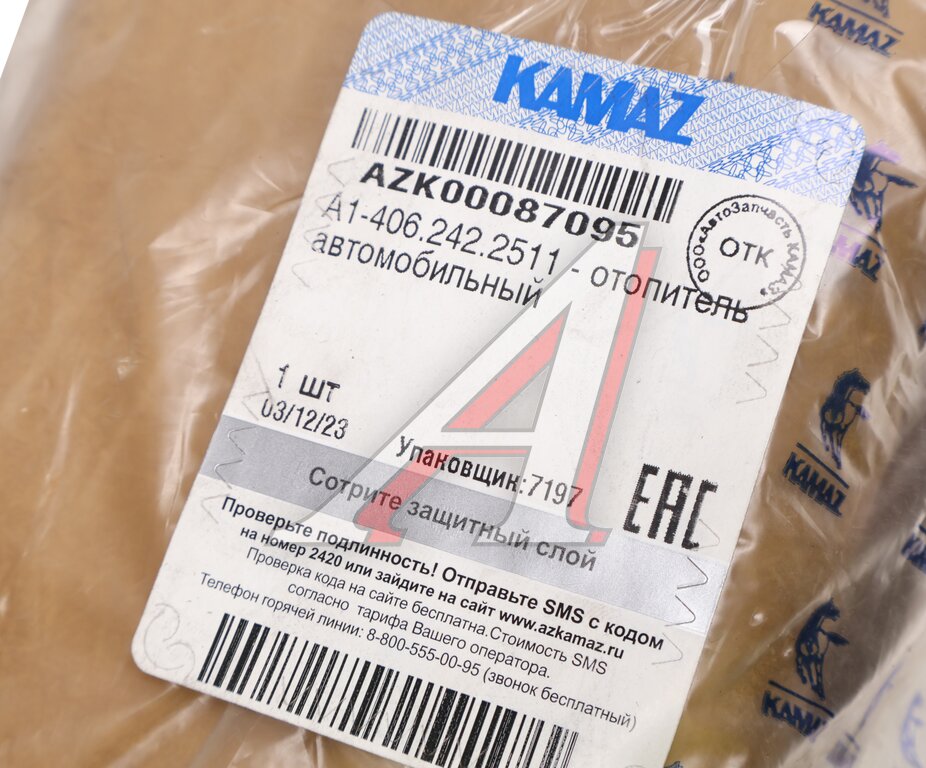 KAMAZ
AZK00087095
A1-406.242.2511 - отопитель
автомобильный
ООО «АвтоЗапчасть КАМАЗ»
ОТК
1 шт
03/12/23
Упаковщик:7197
EAC
Сотрите защитный слой
Проверьте подлинность! Отправьте SMS с кодом
на номер 2420 или зайдите на сайт www.azkamaz.ru
Проверка кода на сайте бесплатна. Стоимость SMS
согласно тарифа Вашего оператора.
Телефон горячей линии: 8-800-555-00-95 (звонок бесплатный)
KAMAZ
KAMAZ
KAMAZ
KAMAZ